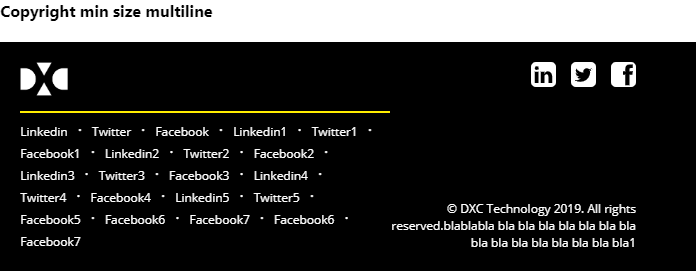 Copyright min size multiline
DXC
Linkedin · Twitter · Facebook · Linkedin1 · Twitter1 ·
Facebook1 · Linkedin2 · Twitter2 · Facebook2 ·
Linkedin3 · Twitter3 · Facebook3 · Linkedin4 ·
Twitter4 · Facebook4 · Linkedin5 · Twitter5 ·
Facebook5 · Facebook6 · Facebook7 · Facebook6 ·
Facebook7
© DXC Technology 2019. All rights
reserved.blablabla bla bla bla bla bla bla bla
bla bla bla bla bla bla bla bla1